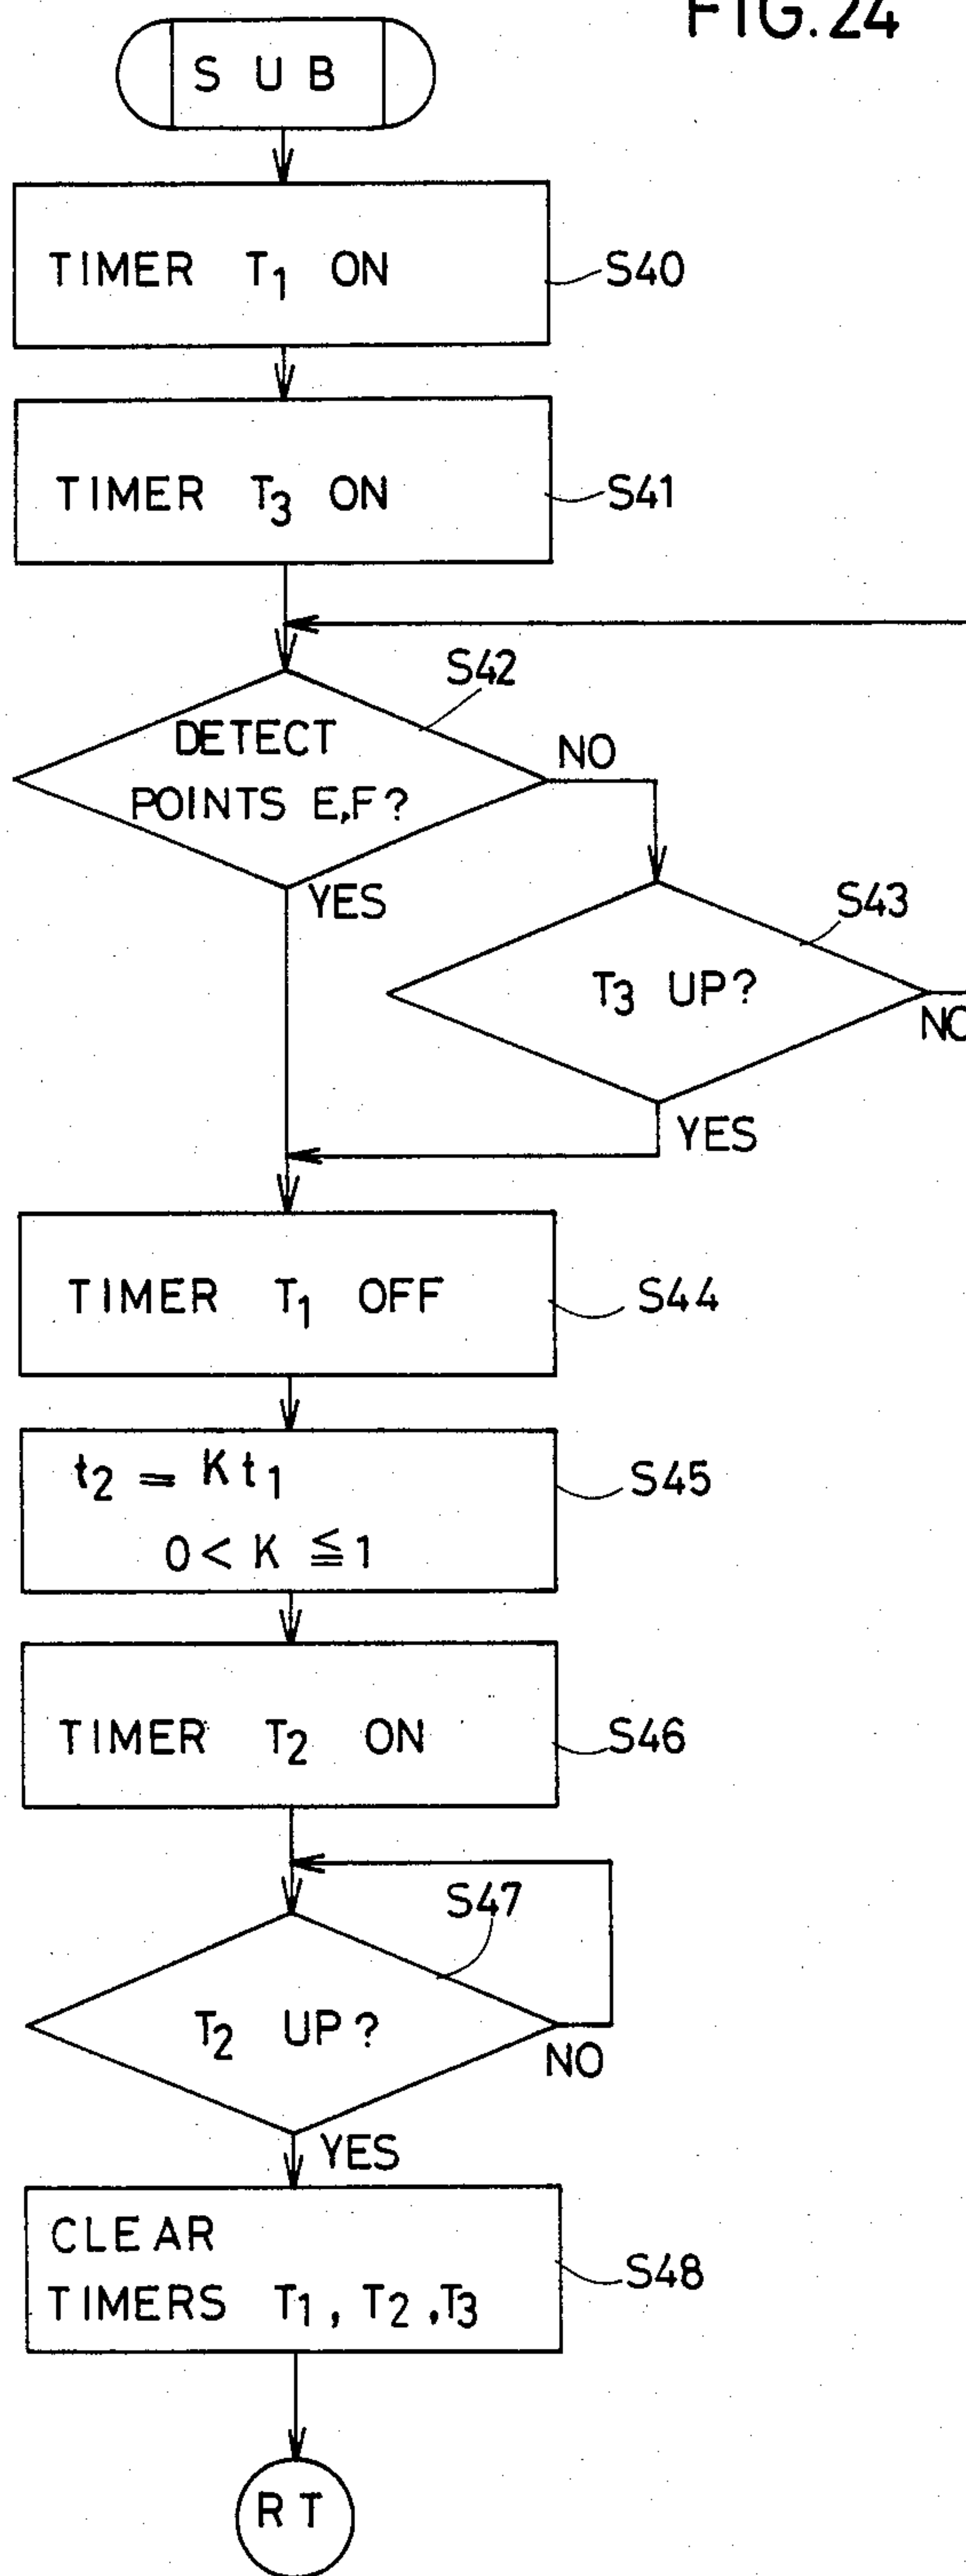 FIG. 24
SUB
TIMER T1 ON
S40
TIMER T3 ON
S41
S42
DETECT
POINTS E,F?
NO
YES
S43
T3 UP?
NO
YES
TIMER T1 OFF
S44
t2 = Kt1
0 < K ≦ 1
S45
TIMER T2 ON
S46
S47
T2 UP?
NO
YES
CLEAR
TIMERS T1, T2, T3
S48
RT